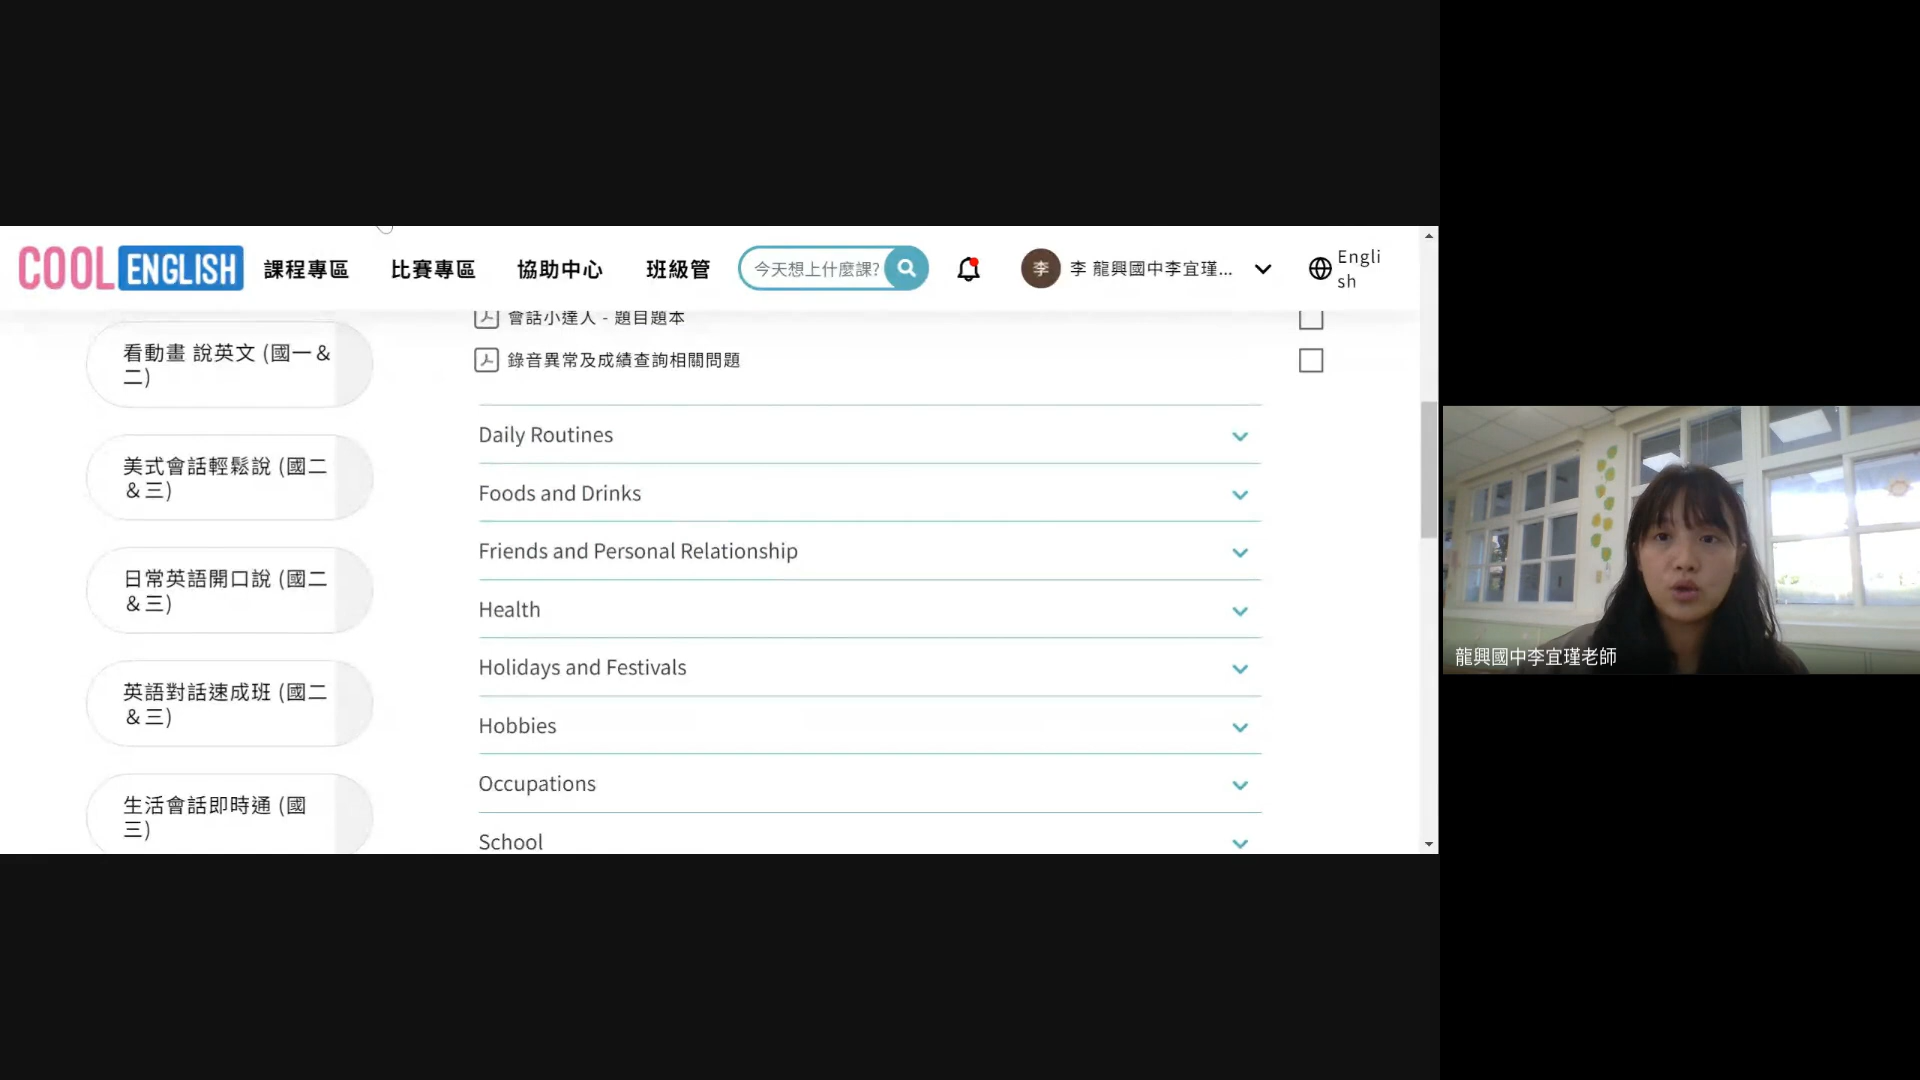 COOL ENGLISH
課程專區
比賽專區
協助中心
班級管
今天想上什麼課?
李
李 龍興國中李宜瑾...
Engli
sh
會話小達人 - 題目題本
錄音異常及成績查詢相關問題
看動畫 說英文 (國一 &
二)
美式會話輕鬆說 (國二
& 三)
日常英語開口說 (國二
& 三)
英語對話速成班 (國二
& 三)
生活會話即時通 (國
三)
Daily Routines
Foods and Drinks
Friends and Personal Relationship
Health
Holidays and Festivals
Hobbies
Occupations
School
龍興國中李宜瑾老師